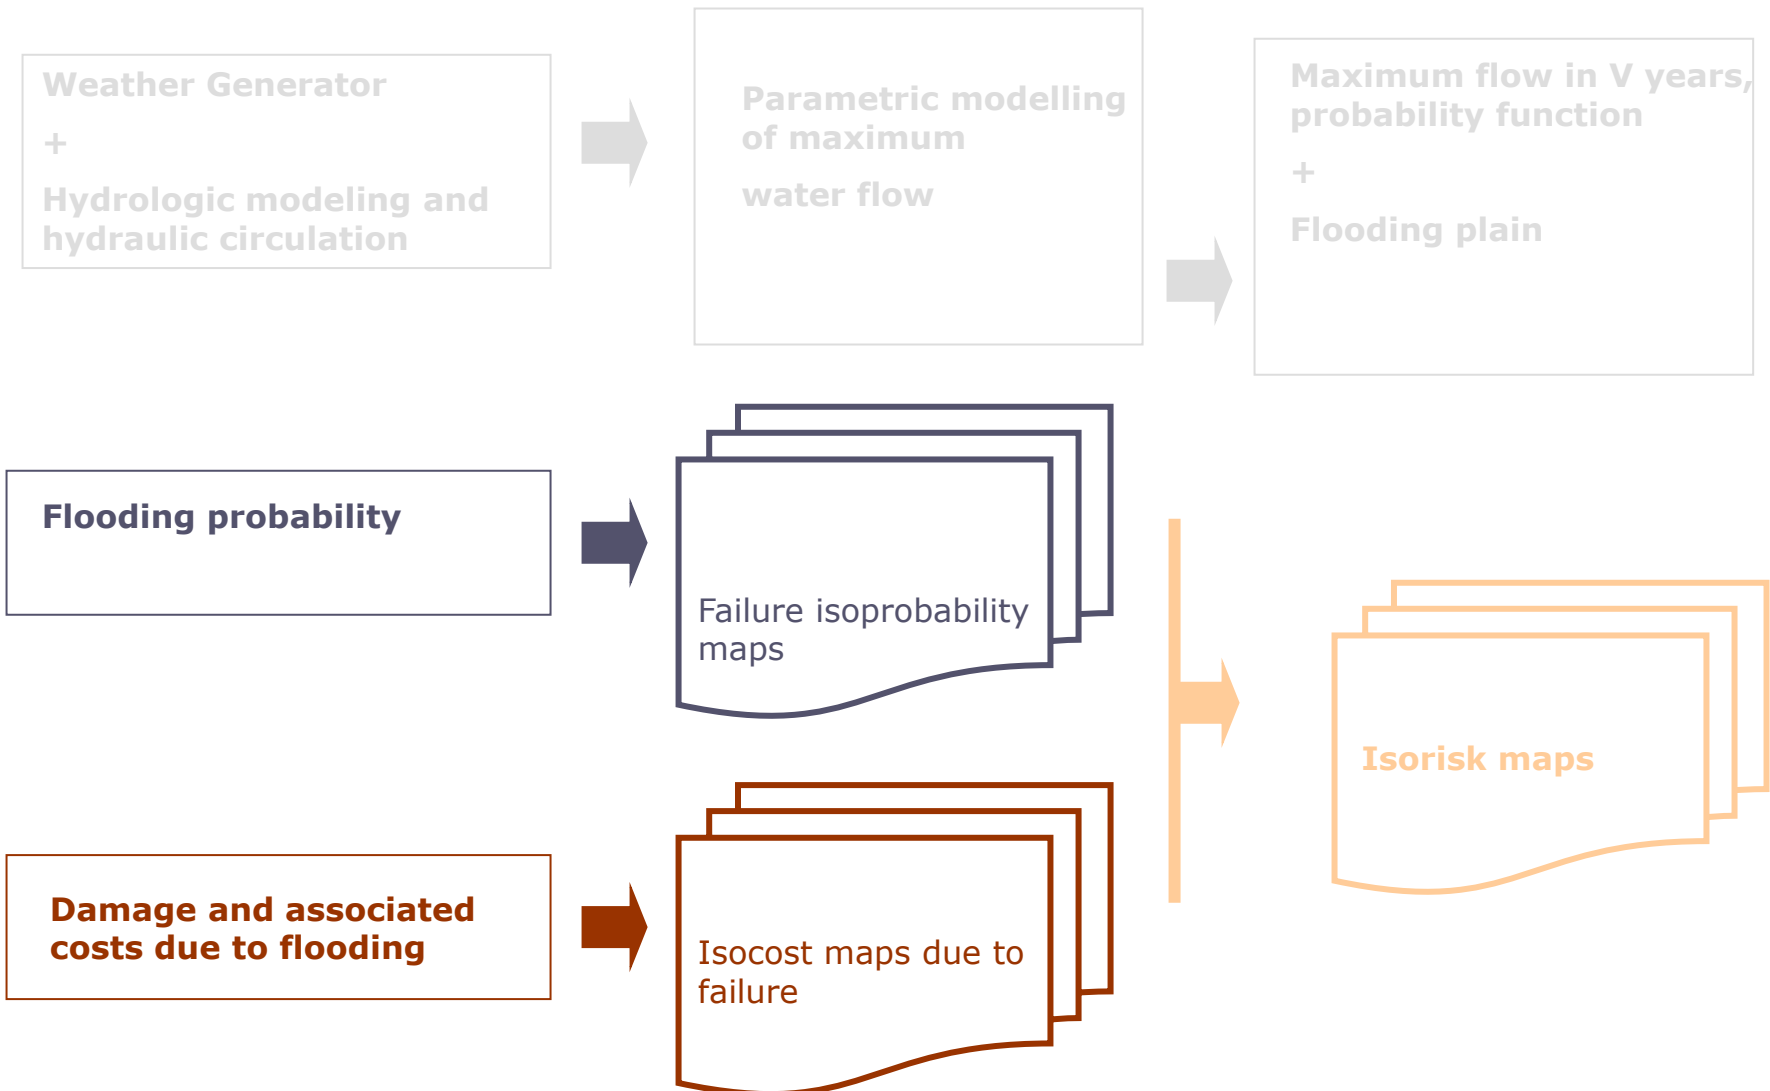 Weather Generator
+
Hydrologic modeling and
hydraulic circulation
Parametric modelling
of maximum
water flow
Maximum flow in V years,
probability function
+
Flooding plain
Flooding probability
Failure isoprobability
maps
Damage and associated
costs due to flooding
Isocost maps due to
failure
Isorisk maps